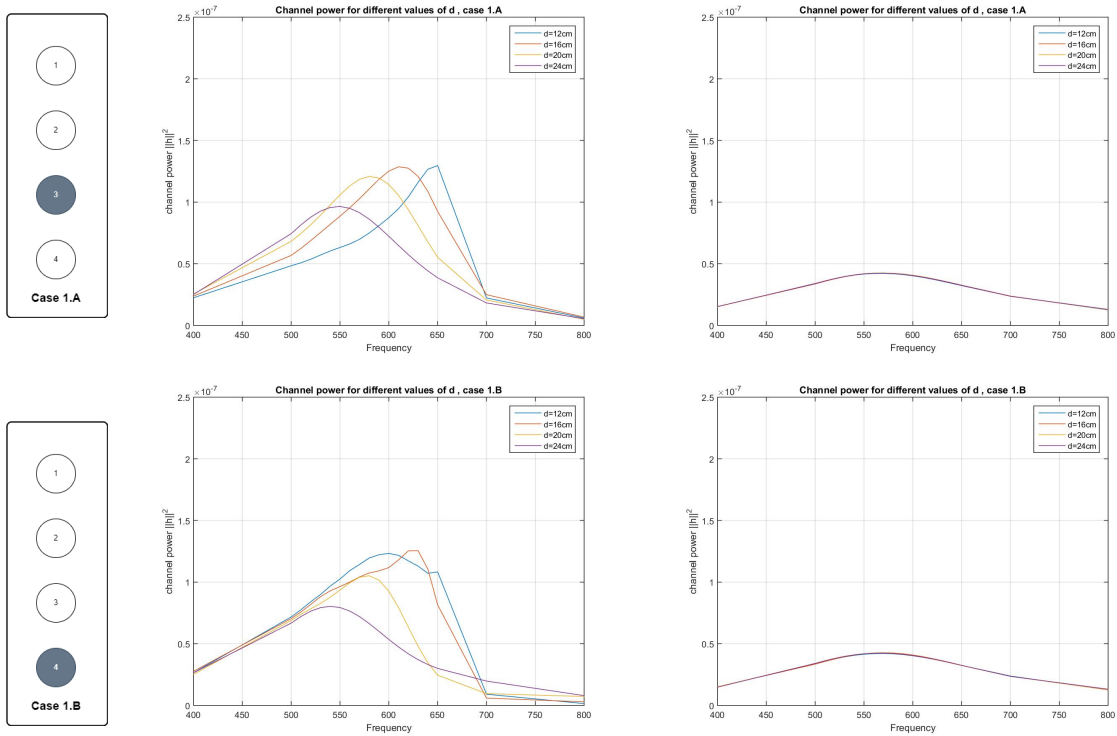 1
2
3
4
Case 1.A
Channel power for different values of d , case 1.A
×10-7
channel power ||h||2
2.5
2
1.5
1
0.5
0
400 450 500 550 600 650 700 750 800
Frequency
d=12cm
d=16cm
d=20cm
d=24cm
Channel power for different values of d , case 1.A
×10-7
channel power ||h||2
2.5
2
1.5
1
0.5
0
400 450 500 550 600 650 700 750 800
Frequency
d=12cm
d=16cm
d=20cm
d=24cm
1
2
3
4
Case 1.B
Channel power for different values of d , case 1.B
×10-7
channel power ||h||2
2.5
2
1.5
1
0.5
0
400 450 500 550 600 650 700 750 800
Frequency
d=12cm
d=16cm
d=20cm
d=24cm
Channel power for different values of d , case 1.B
×10-7
channel power ||h||2
2.5
2
1.5
1
0.5
0
400 450 500 550 600 650 700 750 800
Frequency
d=12cm
d=16cm
d=20cm
d=24cm